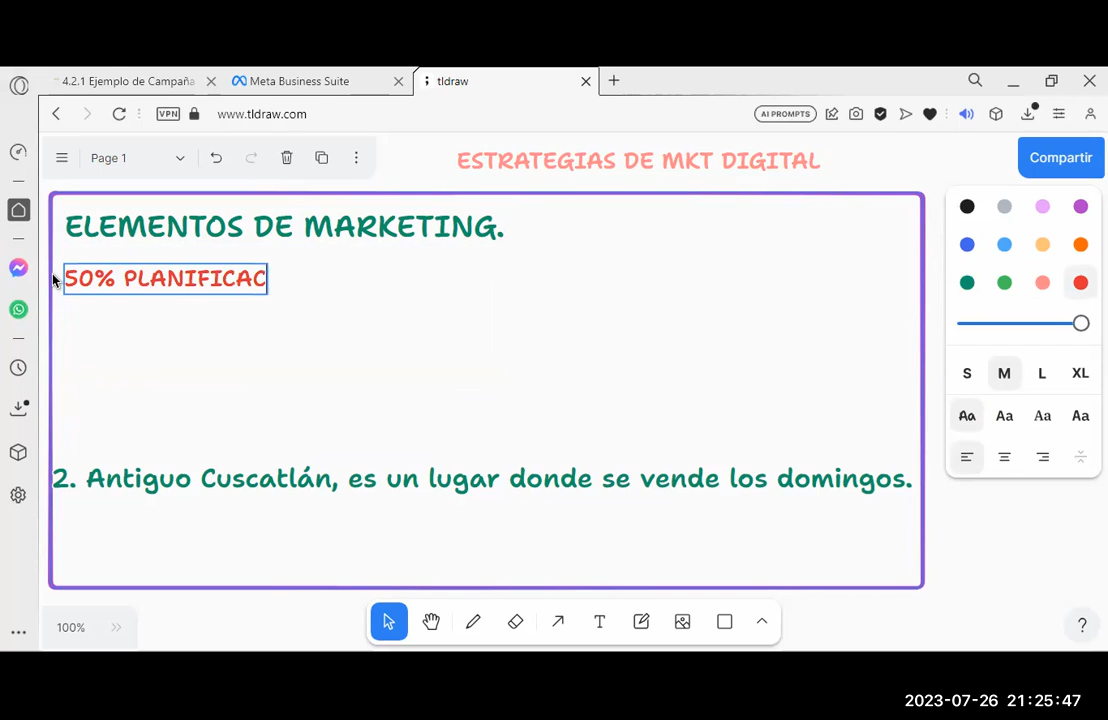 4.2.1 Ejemplo de Campaña
Meta Business Suite
tldraw
VPN
www.tldraw.com
AI PROMPTS
Page 1
ESTRATEGIAS DE MKT DIGITAL
Compartir
ELEMENTOS DE MARKETING.
50% PLANIFICAC
S M L XL
Aa Aa Aa Aa
2. Antiguo Cuscatlán, es un lugar donde se vende los domingos.
100%
?
2023-07-26 21:25:47